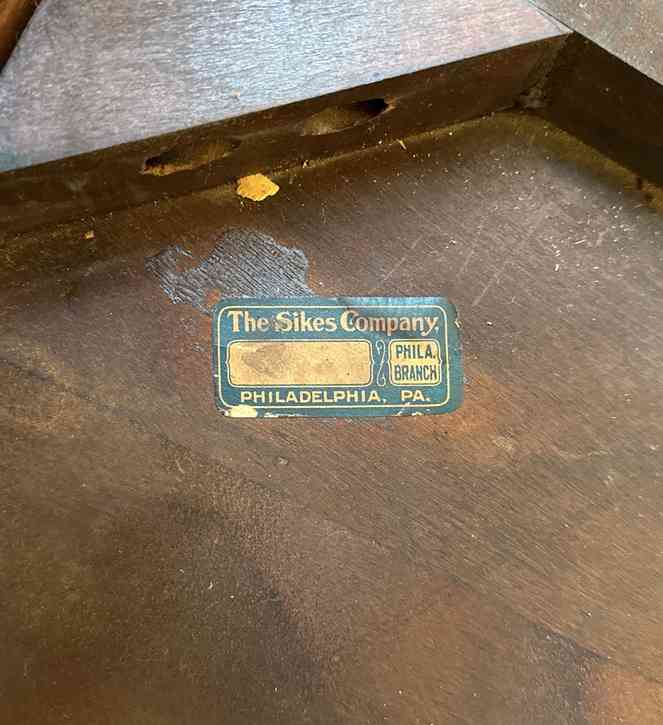 The Sikes Company,
PHILA.
BRANCH
PHILADELPHIA, PA.